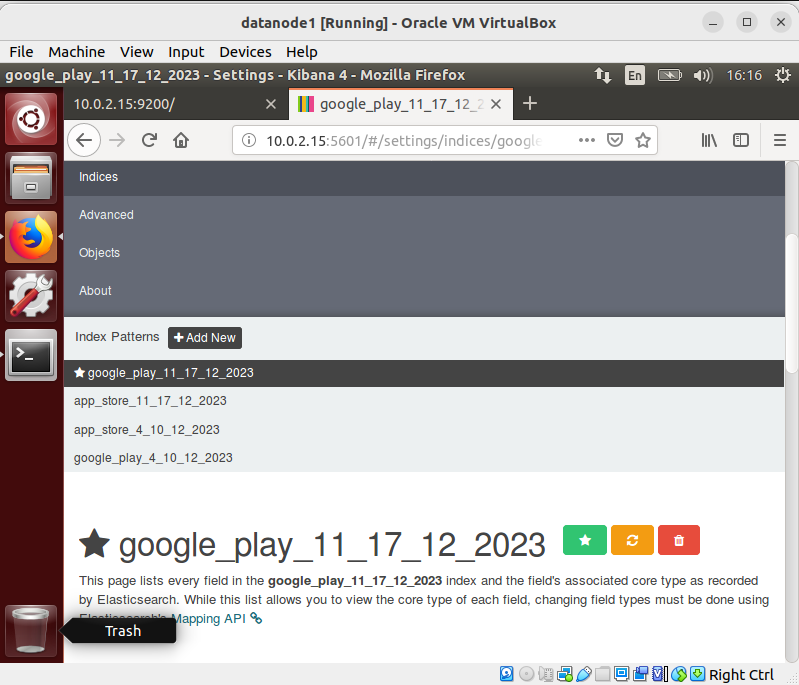 datanode1 [Running] - Oracle VM VirtualBox
File Machine View Input Devices Help
google_play_11_17_12_2023 - Settings - Kibana 4 - Mozilla Firefox En 16:16
10.0.2.15:9200/ google_play_11_17_12_2
10.0.2.15:5601/#/settings/indices/google
Indices
Advanced
Objects
About
Index Patterns Add New
google_play_11_17_12_2023
app_store_11_17_12_2023
app_store_4_10_12_2023
google_play_4_10_12_2023
google_play_11_17_12_2023
This page lists every field in the google_play_11_17_12_2023 index and the field's associated core type as recorded
by Elasticsearch. While this list allows you to view the core type of each field, changing field types must be done using
Elasticsearch's Mapping API
Trash
Right Ctrl